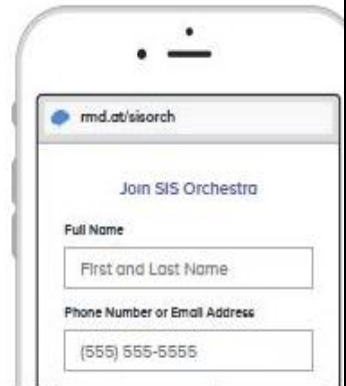 rmd.at/sisorch
Join SIS Orchestra
Full Name
First and Last Name
Phone Number or Email Address
(555) 555-5555